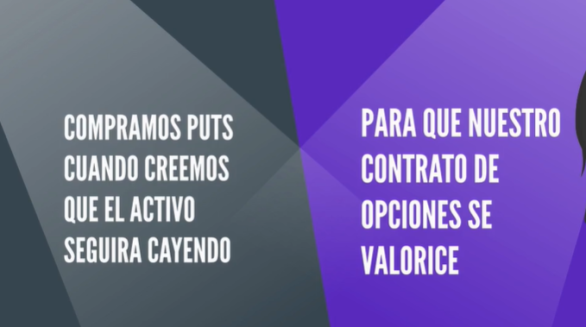 COMPRAMOS PUTS
CUANDO CREEMOS
QUE EL ACTIVO
SEGUIRA CAYENDO
PARA QUE NUESTRO
CONTRATO DE
OPCIONES SE
VALORICE